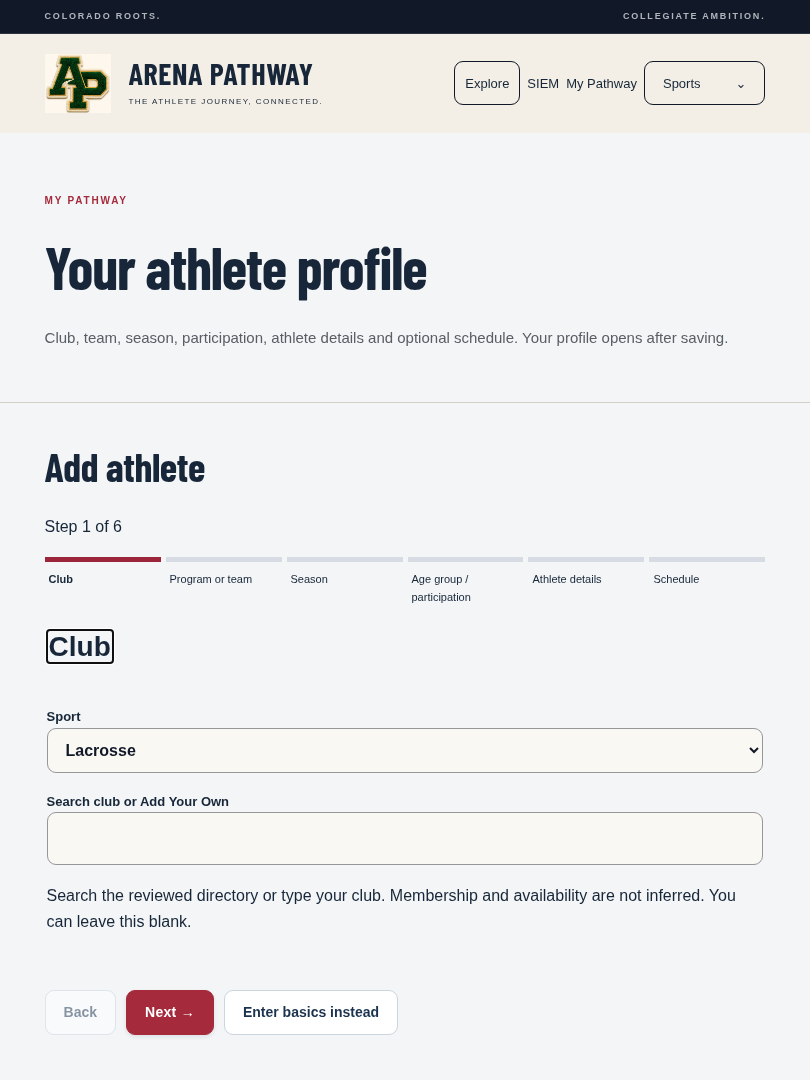 COLORADO ROOTS.
COLLEGIATE AMBITION.
AP
ARENA PATHWAY
THE ATHLETE JOURNEY, CONNECTED.
Explore
SIEM
My Pathway
Sports
MY PATHWAY
Your athlete profile
Club, team, season, participation, athlete details and optional schedule. Your profile opens after saving.
Add athlete
Step 1 of 6
Club
Program or team
Season
Age group /
participation
Athlete details
Schedule
Club
Sport
Lacrosse
Search club or Add Your Own
Search the reviewed directory or type your club. Membership and availability are not inferred. You
can leave this blank.
Back
Next →
Enter basics instead